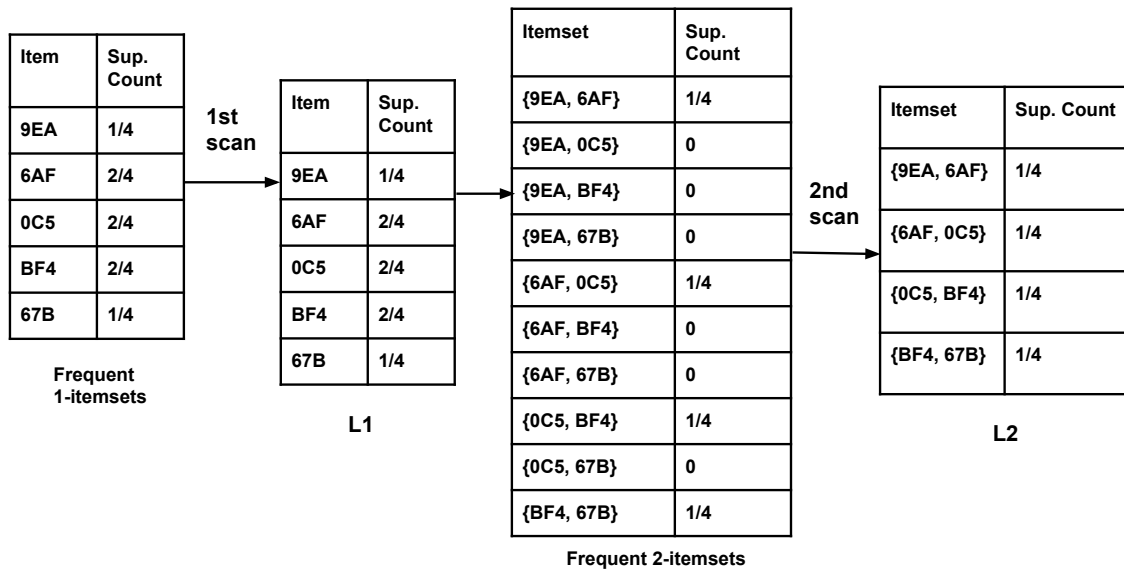 Item Sup.
Count
9EA 1/4
6AF 2/4
0C5 2/4
BF4 2/4
67B 1/4
Frequent
1-itemsets
1st
scan
Item Sup.
Count
9EA 1/4
6AF 2/4
0C5 2/4
BF4 2/4
67B 1/4
L1
Itemset Sup.
Count
{9EA, 6AF} 1/4
{9EA, 0C5} 0
{9EA, BF4} 0
{9EA, 67B} 0
{6AF, 0C5} 1/4
{6AF, BF4} 0
{6AF, 67B} 0
{0C5, BF4} 1/4
{0C5, 67B} 0
{BF4, 67B} 1/4
Frequent 2-itemsets
2nd
scan
Itemset Sup. Count
{9EA, 6AF} 1/4
{6AF, 0C5} 1/4
{0C5, BF4} 1/4
{BF4, 67B} 1/4
L2